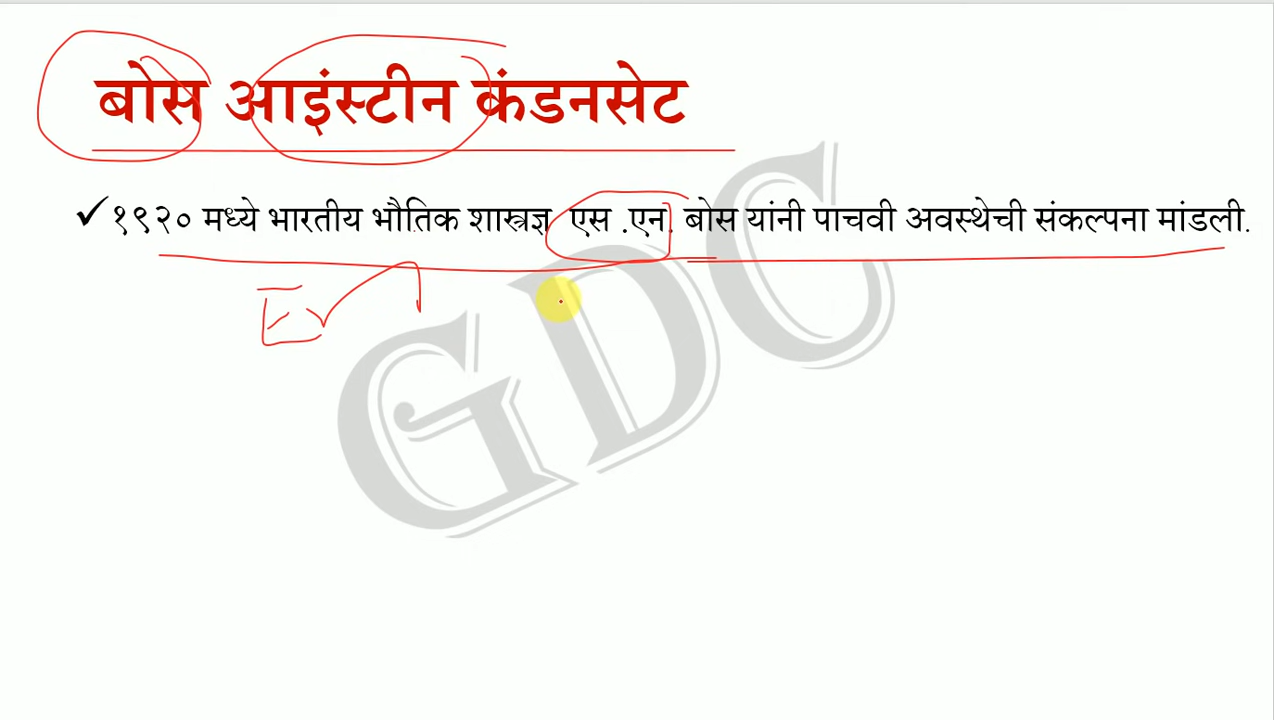 बोस आइंस्टीन कंडनसेट
✓१९२० मध्ये भारतीय भौतिक शास्त्रज्ञ एस .एन. बोस यांनी पाचवी अवस्थेची संकल्पना मांडली.
GDC